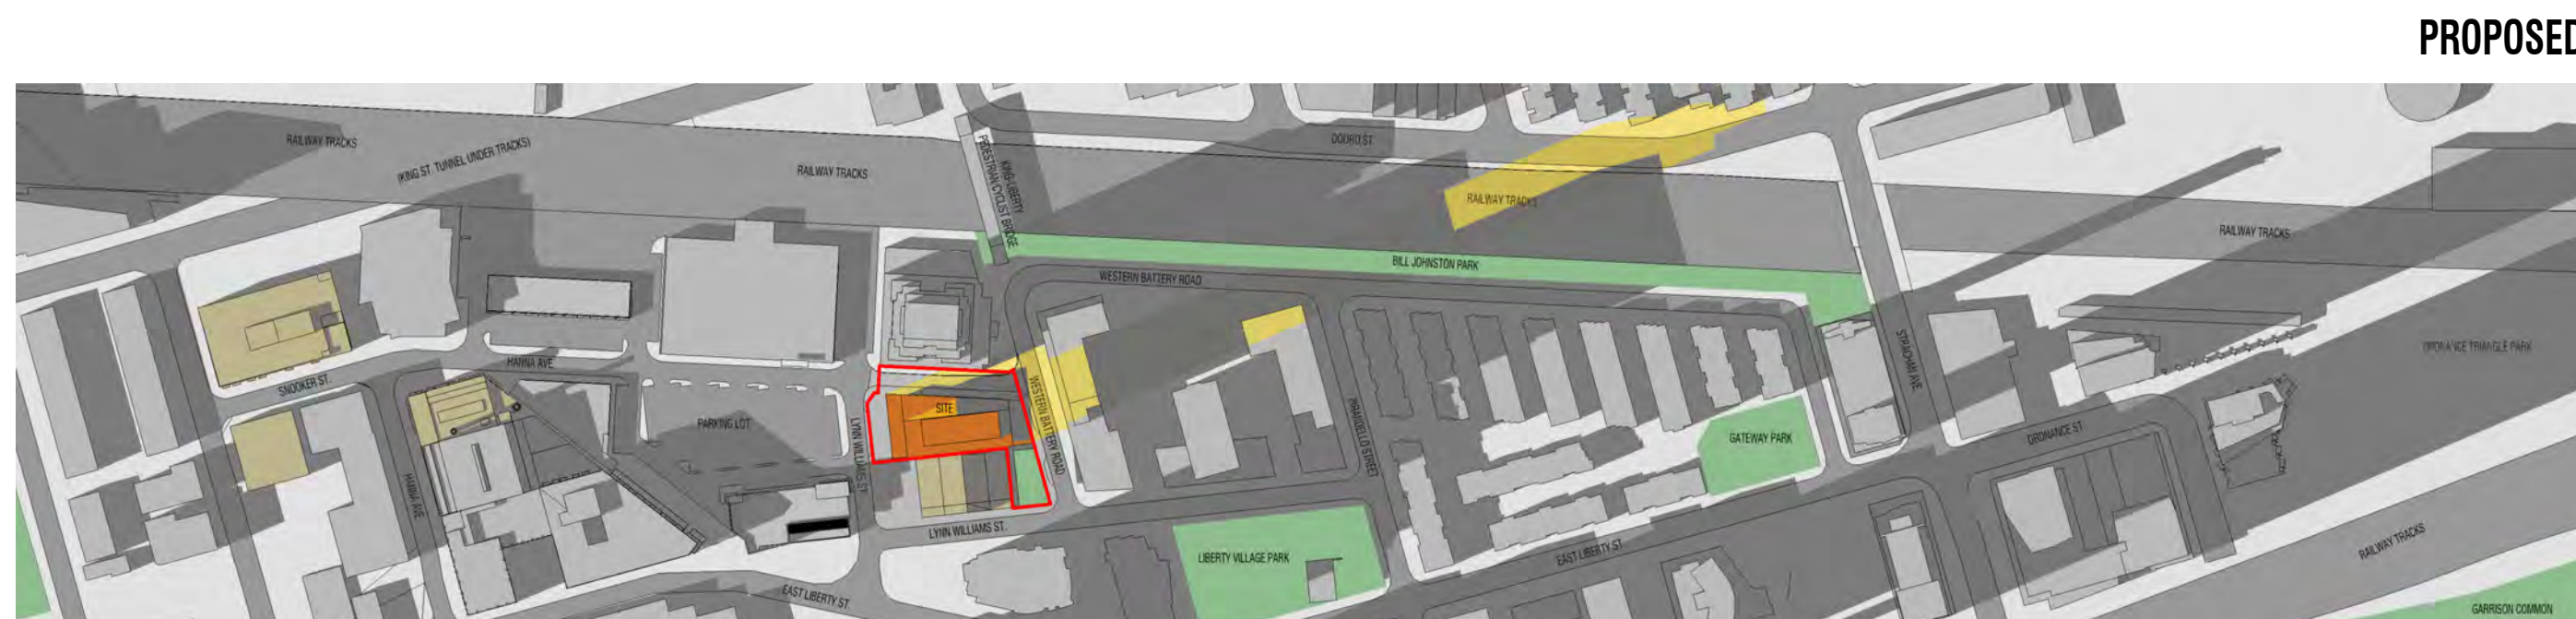 PROPOSED
RAILWAY TRACKS
(KING ST. TUNNEL UNDER TRACKS)
RAILWAY TRACKS
KING-LIBERTY
PEDESTRIAN/CYCLIST BRIDGE
DOURO ST.
RAILWAY TRACKS
RAILWAY TRACKS
BILL JOHNSTON PARK
WESTERN BATTERY ROAD
HANNA AVE.
SNOOKER ST.
STRACHAN AVE.
ORDNANCE TRIANGLE PARK
SITE
WESTERN BATTERY ROAD
PARKING LOT
LYNN WILLIAMS ST.
PIRANDELLO STREET
GATEWAY PARK
ORDNANCE ST.
HANNA AVE.
LYNN WILLIAMS ST.
LIBERTY VILLAGE PARK
EAST LIBERTY ST.
RAILWAY TRACKS
EAST LIBERTY ST.
GARRISON COMMON